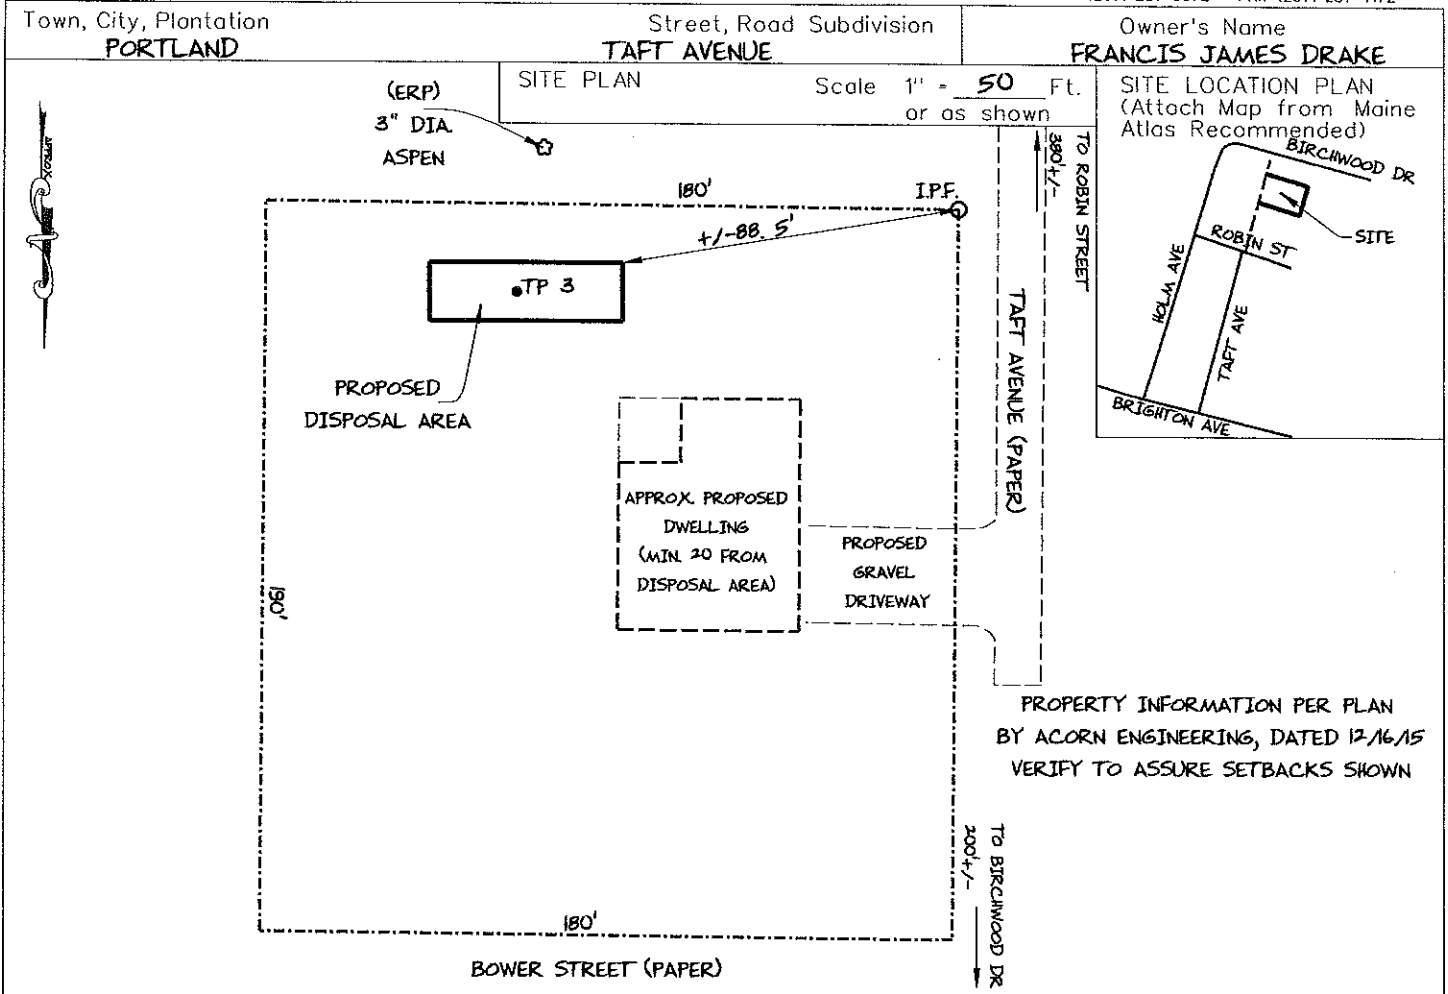 Town, City, Plantation
PORTLAND
Street, Road Subdivision
TAFT AVENUE
Owner's Name
FRANCIS JAMES DRAKE
SITE PLAN
Scale 1" = 50 Ft.
or as shown
SITE LOCATION PLAN
(Attach Map from Maine
Atlas Recommended)
BIRCHWOOD DR
SITE
ROBIN ST
HOLM AVE
TAFT AVE
BRIGHTON AVE
APPROX
(ERP)
3" DIA.
ASPEN
180'
I.P.F.
+/-88. 5'
TP 3
PROPOSED
DISPOSAL AREA
TO ROBIN STREET
380'+/-
TAFT AVENUE (PAPER)
APPROX. PROPOSED
DWELLING
(MIN. 20 FROM
DISPOSAL AREA)
PROPOSED
GRAVEL
DRIVEWAY
190'
PROPERTY INFORMATION PER PLAN
BY ACORN ENGINEERING, DATED 12/16/15
VERIFY TO ASSURE SETBACKS SHOWN
TO BIRCHWOOD DR
200'+/-
180'
BOWER STREET (PAPER)